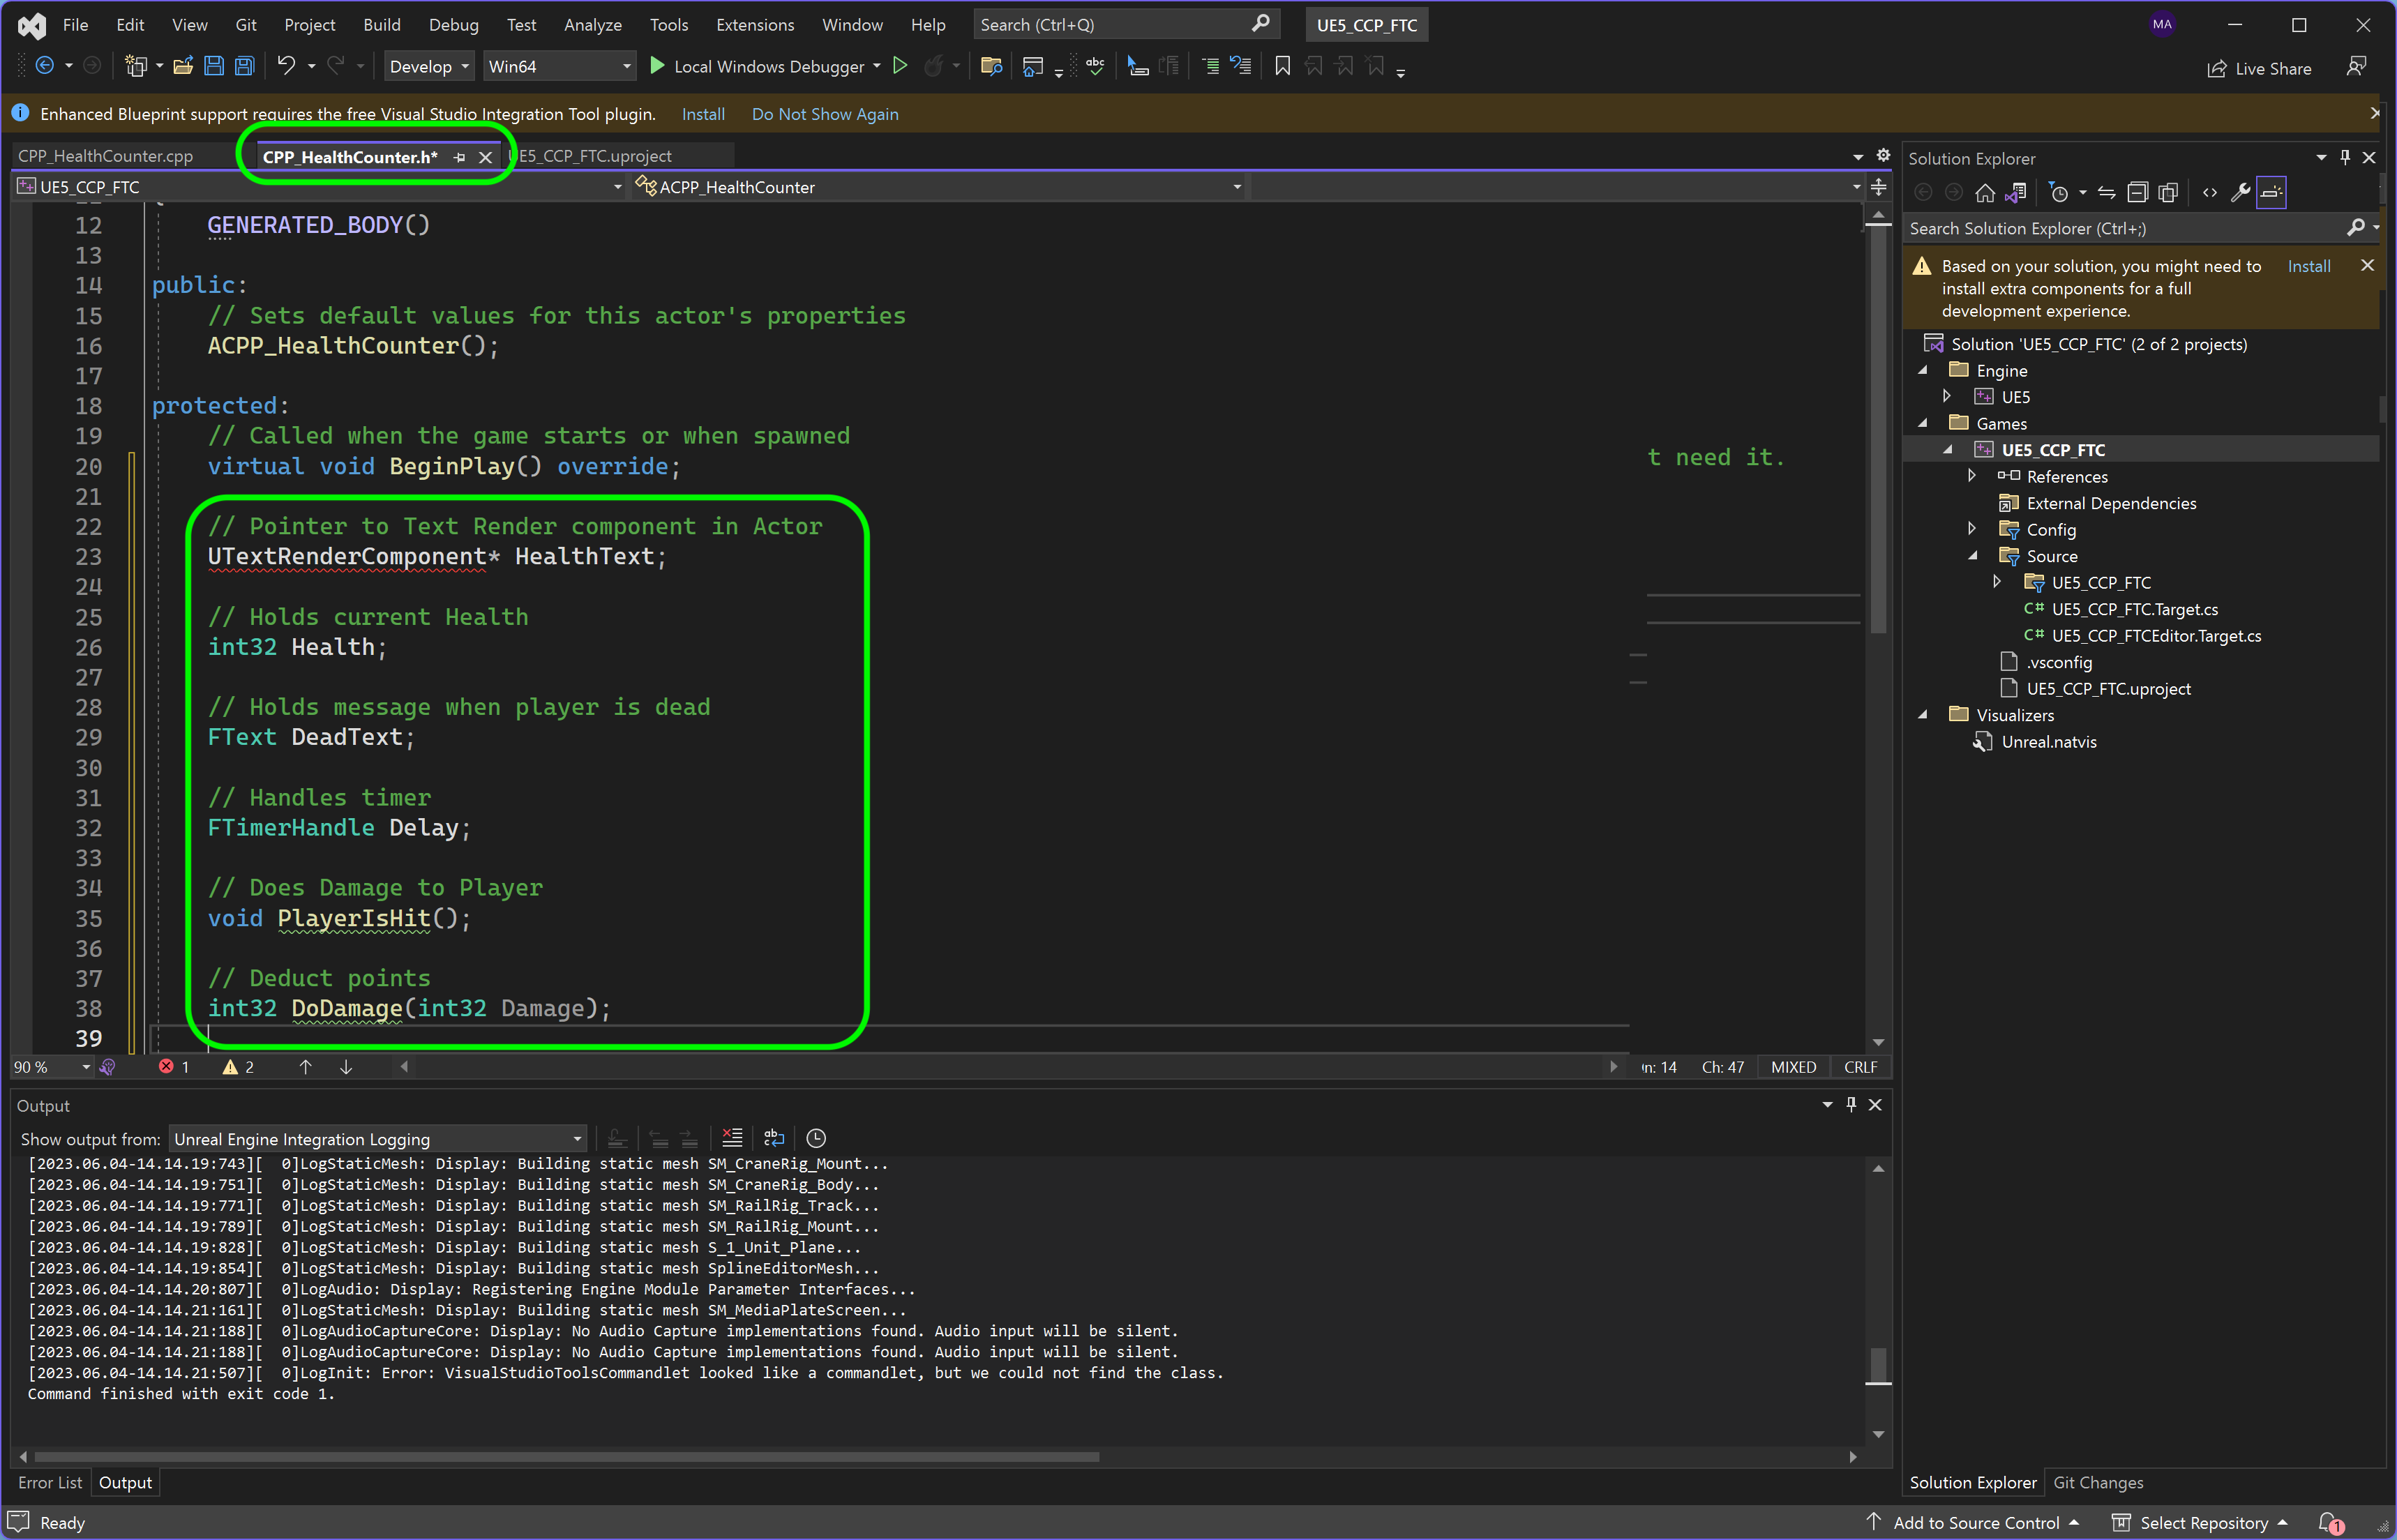 File Edit View Git Project Build Debug Test Analyze Tools Extensions Window Help Search (Ctrl+Q) UE5_CCP_FTC MA
Develop Win64 Local Windows Debugger abc Live Share
Enhanced Blueprint support requires the free Visual Studio Integration Tool plugin. Install Do Not Show Again
CPP_HealthCounter.cpp CPP_HealthCounter.h* UE5_CCP_FTC.uproject
UE5_CCP_FTC ACPP_HealthCounter
12 GENERATED_BODY()
13
14 public:
15 // Sets default values for this actor's properties
16 ACPP_HealthCounter();
17
18 protected:
19 // Called when the game starts or when spawned
t need it.
20 virtual void BeginPlay() override;
21
22 // Pointer to Text Render component in Actor
23 UTextRenderComponent* HealthText;
24
25 // Holds current Health
26 int32 Health;
27
28 // Holds message when player is dead
29 FText DeadText;
30
31 // Handles timer
32 FTimerHandle Delay;
33
34 // Does Damage to Player
35 void PlayerIsHit();
36
37 // Deduct points
38 int32 DoDamage(int32 Damage);
39
90 % 1 2 n: 14 Ch: 47 MIXED CRLF
Output
Show output from: Unreal Engine Integration Logging
[2023.06.04-14.14.19:743][ 0]LogStaticMesh: Display: Building static mesh SM_CraneRig_Mount...
[2023.06.04-14.14.19:751][ 0]LogStaticMesh: Display: Building static mesh SM_CraneRig_Body...
[2023.06.04-14.14.19:771][ 0]LogStaticMesh: Display: Building static mesh SM_RailRig_Track...
[2023.06.04-14.14.19:789][ 0]LogStaticMesh: Display: Building static mesh SM_RailRig_Mount...
[2023.06.04-14.14.19:828][ 0]LogStaticMesh: Display: Building static mesh S_1_Unit_Plane...
[2023.06.04-14.14.19:854][ 0]LogStaticMesh: Display: Building static mesh SplineEditorMesh...
[2023.06.04-14.14.20:807][ 0]LogAudio: Display: Registering Engine Module Parameter Interfaces...
[2023.06.04-14.14.21:161][ 0]LogStaticMesh: Display: Building static mesh SM_MediaPlateScreen...
[2023.06.04-14.14.21:188][ 0]LogAudioCaptureCore: Display: No Audio Capture implementations found. Audio input will be silent.
[2023.06.04-14.14.21:188][ 0]LogAudioCaptureCore: Display: No Audio Capture implementations found. Audio input will be silent.
[2023.06.04-14.14.21:507][ 0]LogInit: Error: VisualStudioToolsCommandlet looked like a commandlet, but we could not find the class.
Command finished with exit code 1.
Error List Output
Solution Explorer
Search Solution Explorer (Ctrl+;)
Based on your solution, you might need to Install
install extra components for a full
development experience.
Solution 'UE5_CCP_FTC' (2 of 2 projects)
Engine
UE5
Games
UE5_CCP_FTC
References
External Dependencies
Config
Source
UE5_CCP_FTC
C# UE5_CCP_FTC.Target.cs
C# UE5_CCP_FTCEditor.Target.cs
.vsconfig
UE5_CCP_FTC.uproject
Visualizers
Unreal.natvis
Solution Explorer Git Changes
Ready Add to Source Control Select Repository 1